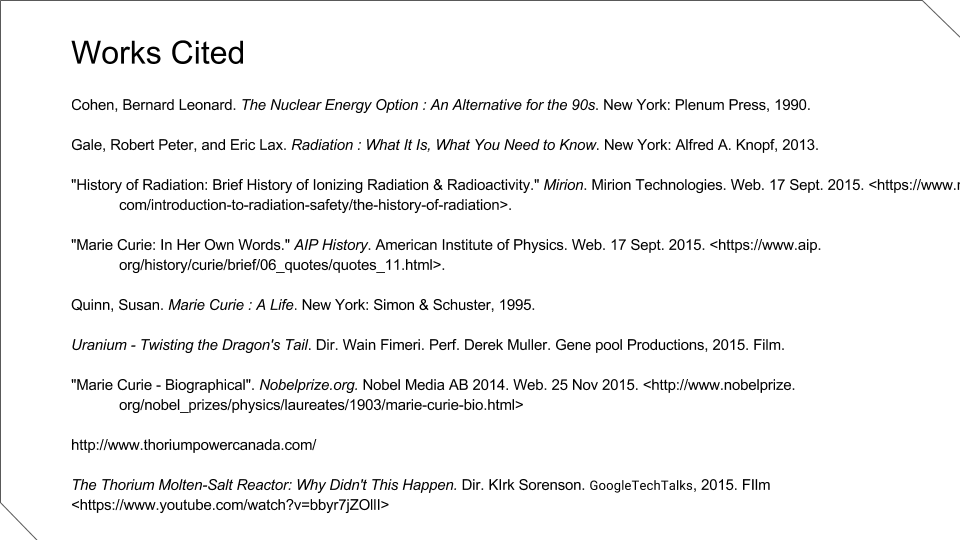 Works Cited
Cohen, Bernard Leonard. The Nuclear Energy Option : An Alternative for the 90s. New York: Plenum Press, 1990.
Gale, Robert Peter, and Eric Lax. Radiation : What It Is, What You Need to Know. New York: Alfred A. Knopf, 2013.
"History of Radiation: Brief History of Ionizing Radiation & Radioactivity." Mirion. Mirion Technologies. Web. 17 Sept. 2015. <https://www.
com/introduction-to-radiation-safety/the-history-of-radiation>.
"Marie Curie: In Her Own Words." AIP History. American Institute of Physics. Web. 17 Sept. 2015. <https://www.aip.
org/history/curie/brief/06_quotes/quotes_11.html>.
Quinn, Susan. Marie Curie : A Life. New York: Simon & Schuster, 1995.
Uranium - Twisting the Dragon's Tail. Dir. Wain Fimeri. Perf. Derek Muller. Gene pool Productions, 2015. Film.
"Marie Curie - Biographical". Nobelprize.org. Nobel Media AB 2014. Web. 25 Nov 2015. <http://www.nobelprize.
org/nobel_prizes/physics/laureates/1903/marie-curie-bio.html>
http://www.thoriumpowercanada.com/
The Thorium Molten-Salt Reactor: Why Didn't This Happen. Dir. KIrk Sorenson. GoogleTechTalks, 2015. FIlm
<https://www.youtube.com/watch?v=bbyr7jZOllI>